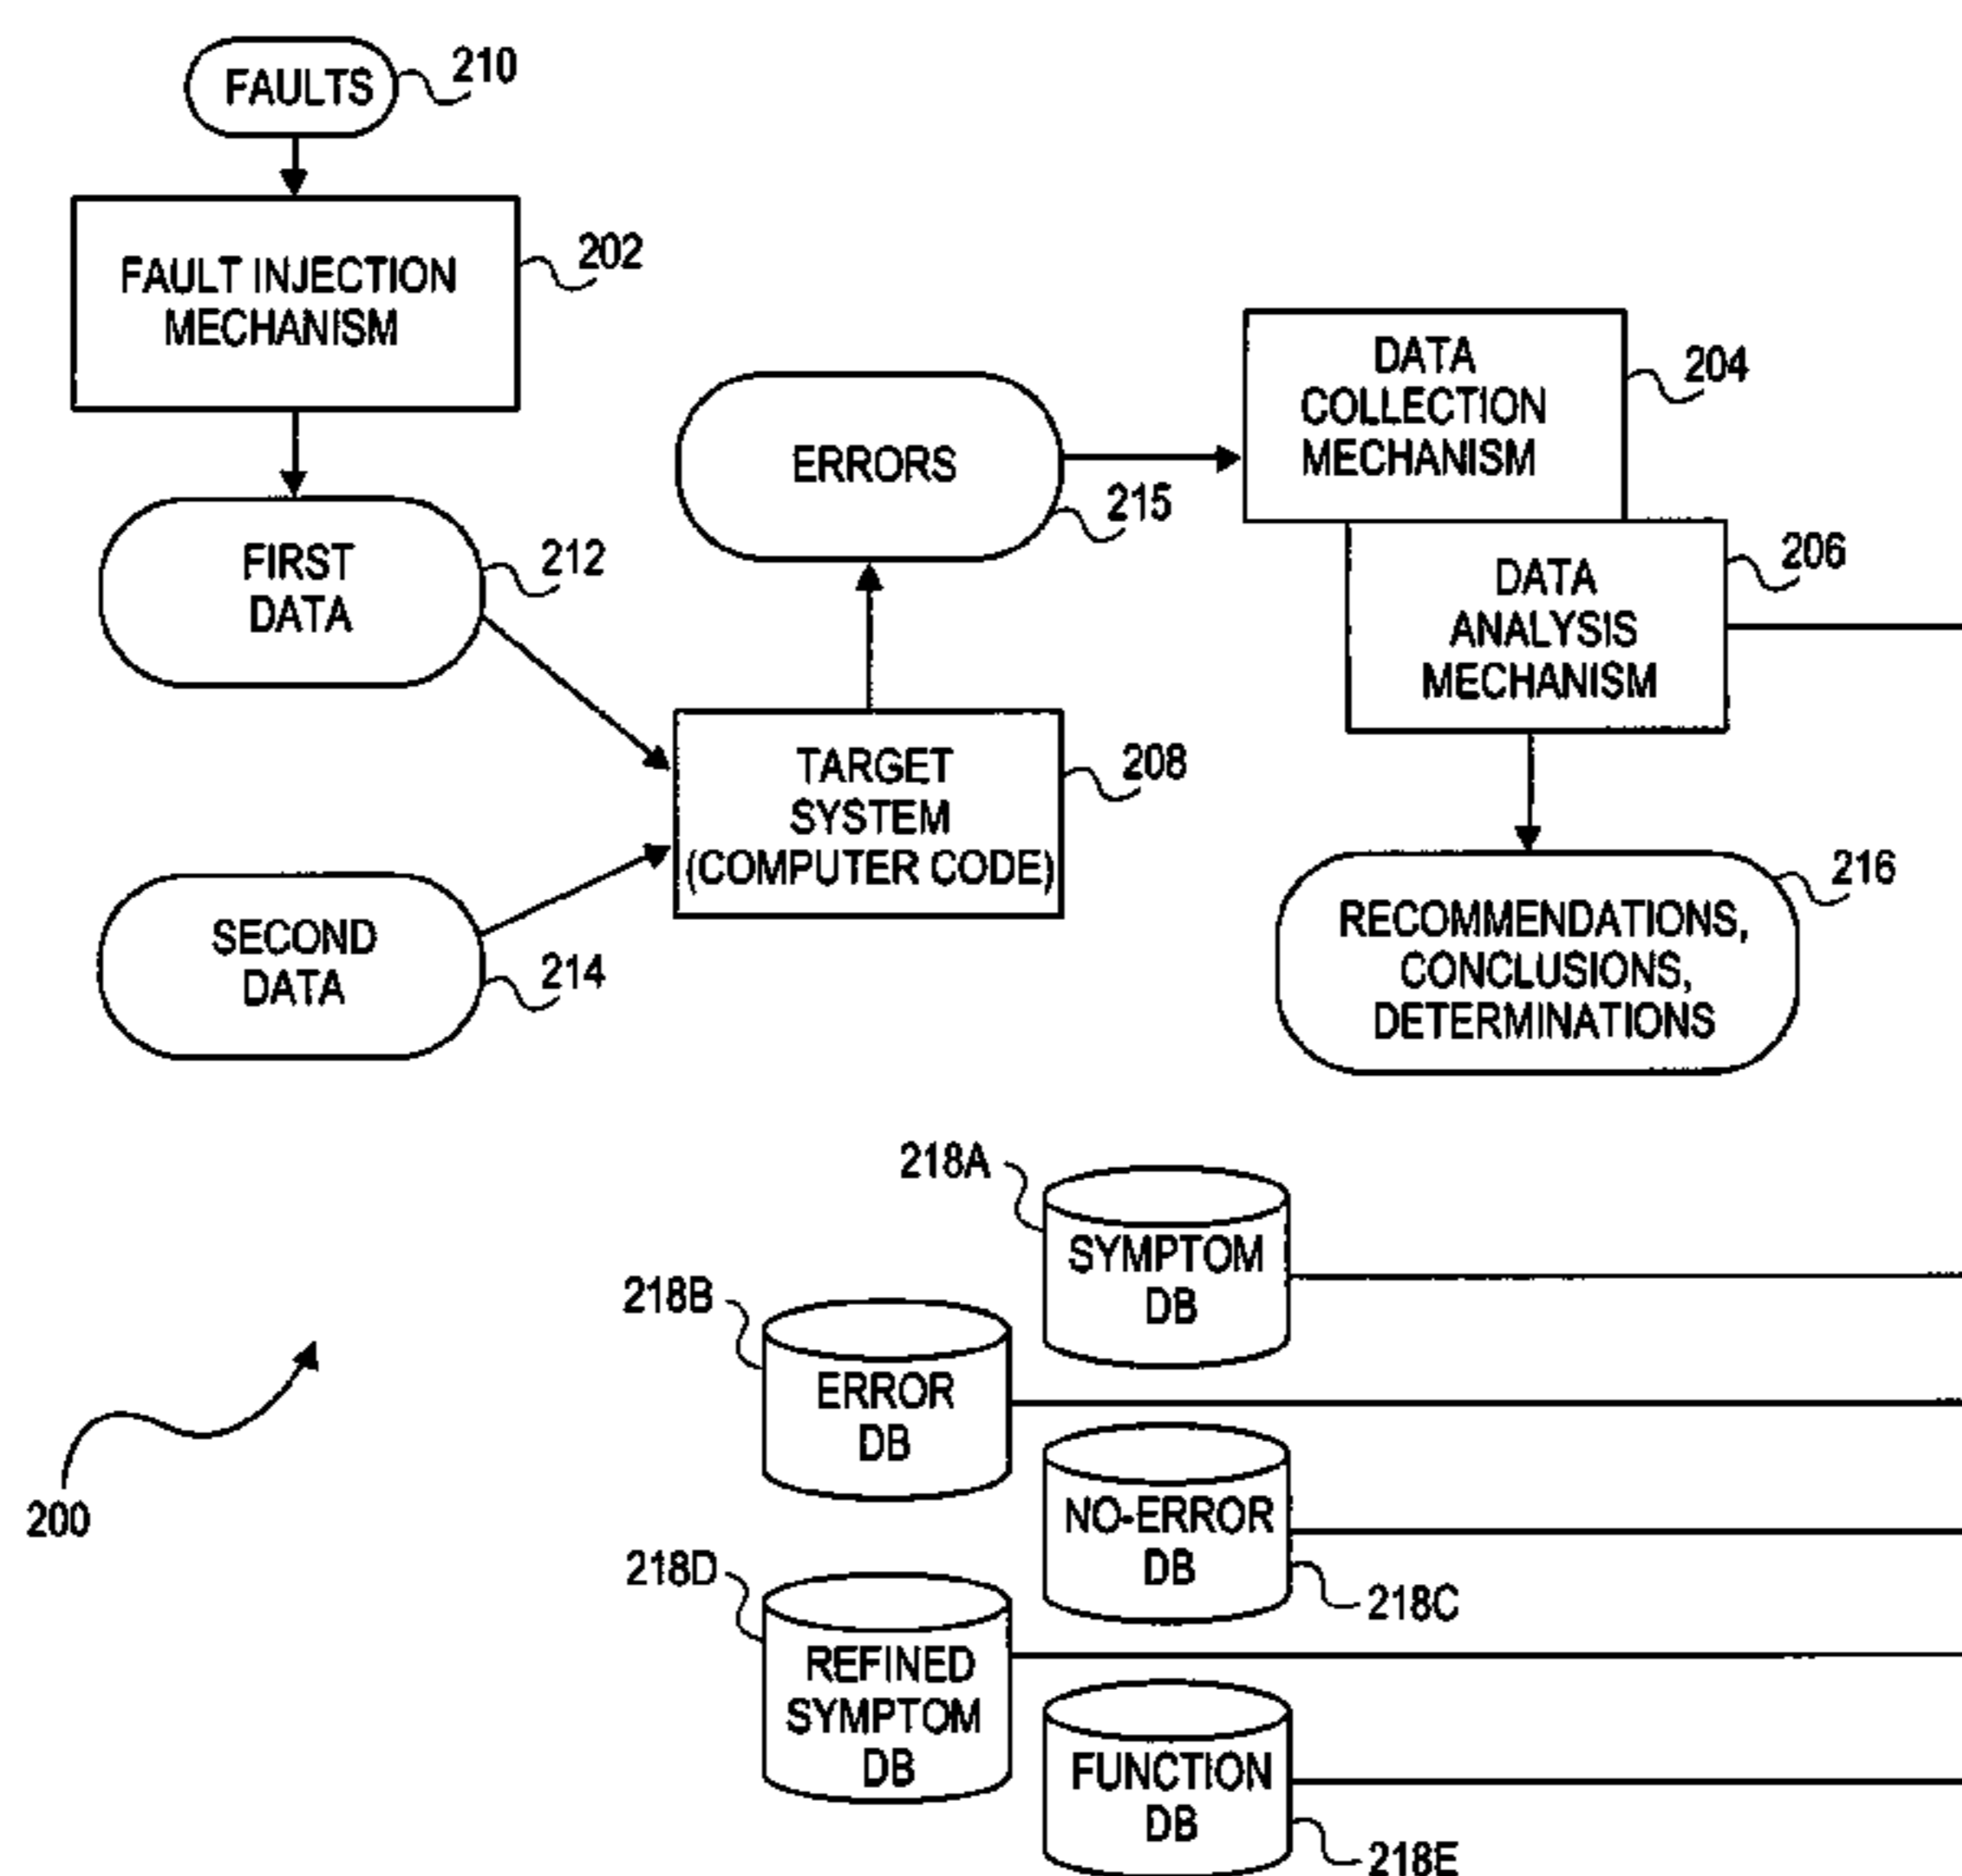 FAULTS
210
FAULT INJECTION
MECHANISM
202
FIRST
DATA
212
SECOND
DATA
214
ERRORS
215
TARGET
SYSTEM
(COMPUTER CODE)
208
DATA
COLLECTION
MECHANISM
204
DATA
ANALYSIS
MECHANISM
206
RECOMMENDATIONS,
CONCLUSIONS,
DETERMINATIONS
216
218A
SYMPTOM
DB
218B
ERROR
DB
NO-ERROR
DB
218C
218D
REFINED
SYMPTOM
DB
FUNCTION
DB
218E
200